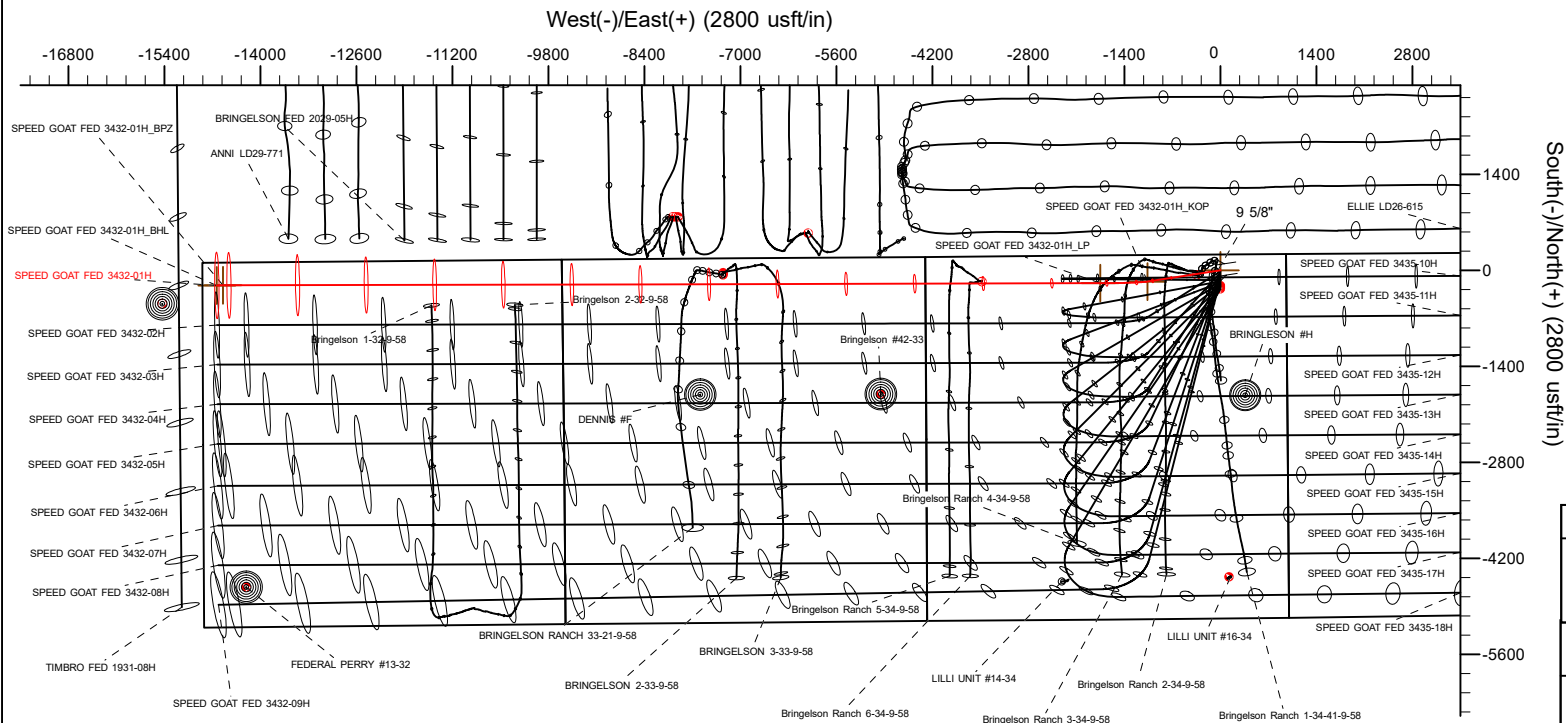 West(-)/East(+) (2800 usft/in)
-16800 -15400 -14000 -12600 -11200 -9800 -8400 -7000 -5600 -4200 -2800 -1400 0 1400 2800
South(-)/North(+) (2800 usft/in)
1400
0
-1400
-2800
-4200
-5600
SPEED GOAT FED 3432-01H_BPZ
BRINGELSON FED 2029-05H
ANNI LD29-771
SPEED GOAT FED 3432-01H_BHL
SPEED GOAT FED 3432-01H
SPEED GOAT FED 3432-01H_KOP
9 5/8"
ELLIE LD26-615
SPEED GOAT FED 3432-01H_LP
SPEED GOAT FED 3435-10H
SPEED GOAT FED 3435-11H
Bringelson 2-32-9-58
Bringelson 1-32-9-58
Bringelson #42-33
BRINGLESON #H
SPEED GOAT FED 3432-02H
SPEED GOAT FED 3432-03H
SPEED GOAT FED 3435-12H
SPEED GOAT FED 3432-04H
DENNIS #F
SPEED GOAT FED 3435-13H
SPEED GOAT FED 3432-05H
SPEED GOAT FED 3435-14H
SPEED GOAT FED 3432-06H
Bringelson Ranch 4-34-9-58
SPEED GOAT FED 3435-15H
SPEED GOAT FED 3432-07H
SPEED GOAT FED 3435-16H
SPEED GOAT FED 3432-08H
SPEED GOAT FED 3435-17H
Bringelson Ranch 5-34-9-58
SPEED GOAT FED 3435-18H
BRINGELSON RANCH 33-21-9-58
LILLI UNIT #16-34
BRINGELSON 3-33-9-58
TIMBRO FED 1931-08H
FEDERAL PERRY #13-32
LILLI UNIT #14-34
BRINGELSON 2-33-9-58
Bringelson Ranch 2-34-9-58
SPEED GOAT FED 3432-09H
Bringelson Ranch 6-34-9-58
Bringelson Ranch 3-34-9-58
Bringelson Ranch 1-34-41-9-58